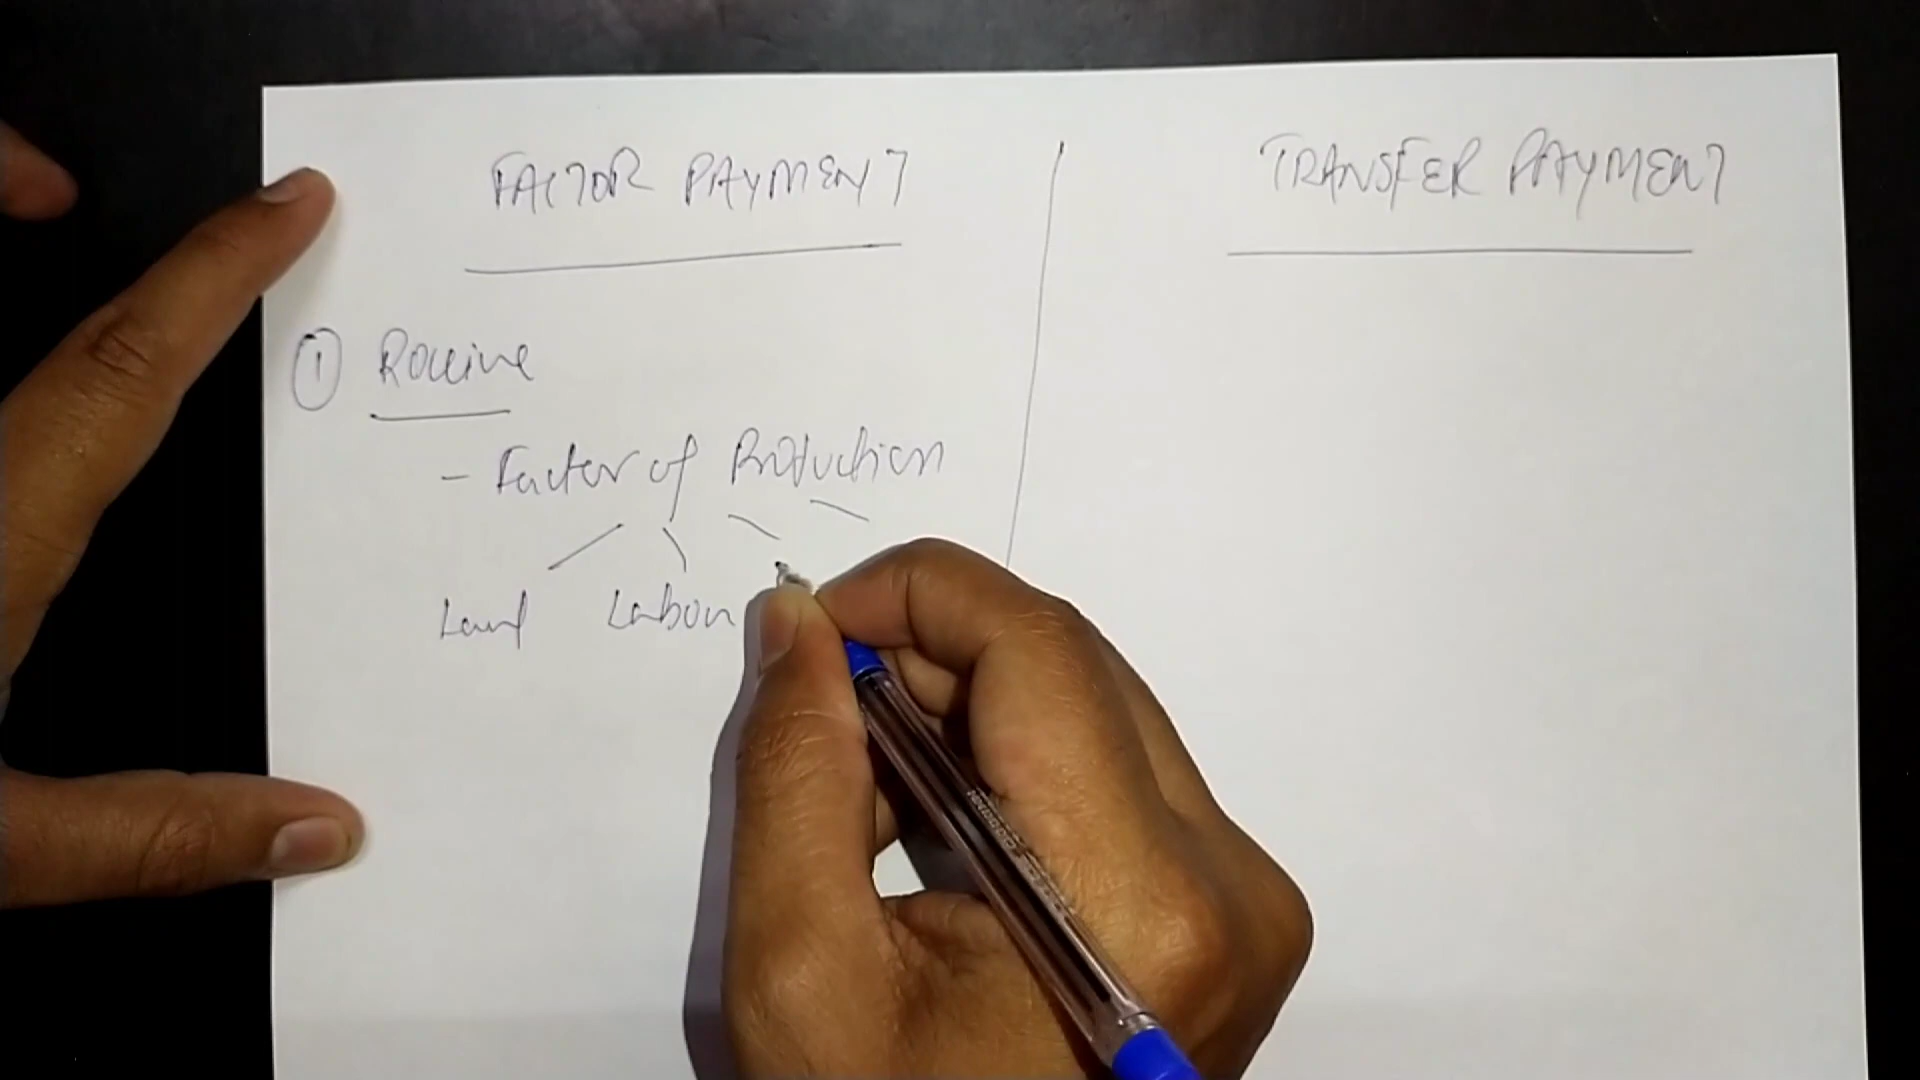 FACTOR PAYMENT
TRANSFER PAYMENT
① Receive
- Factor of Production
Land Labour